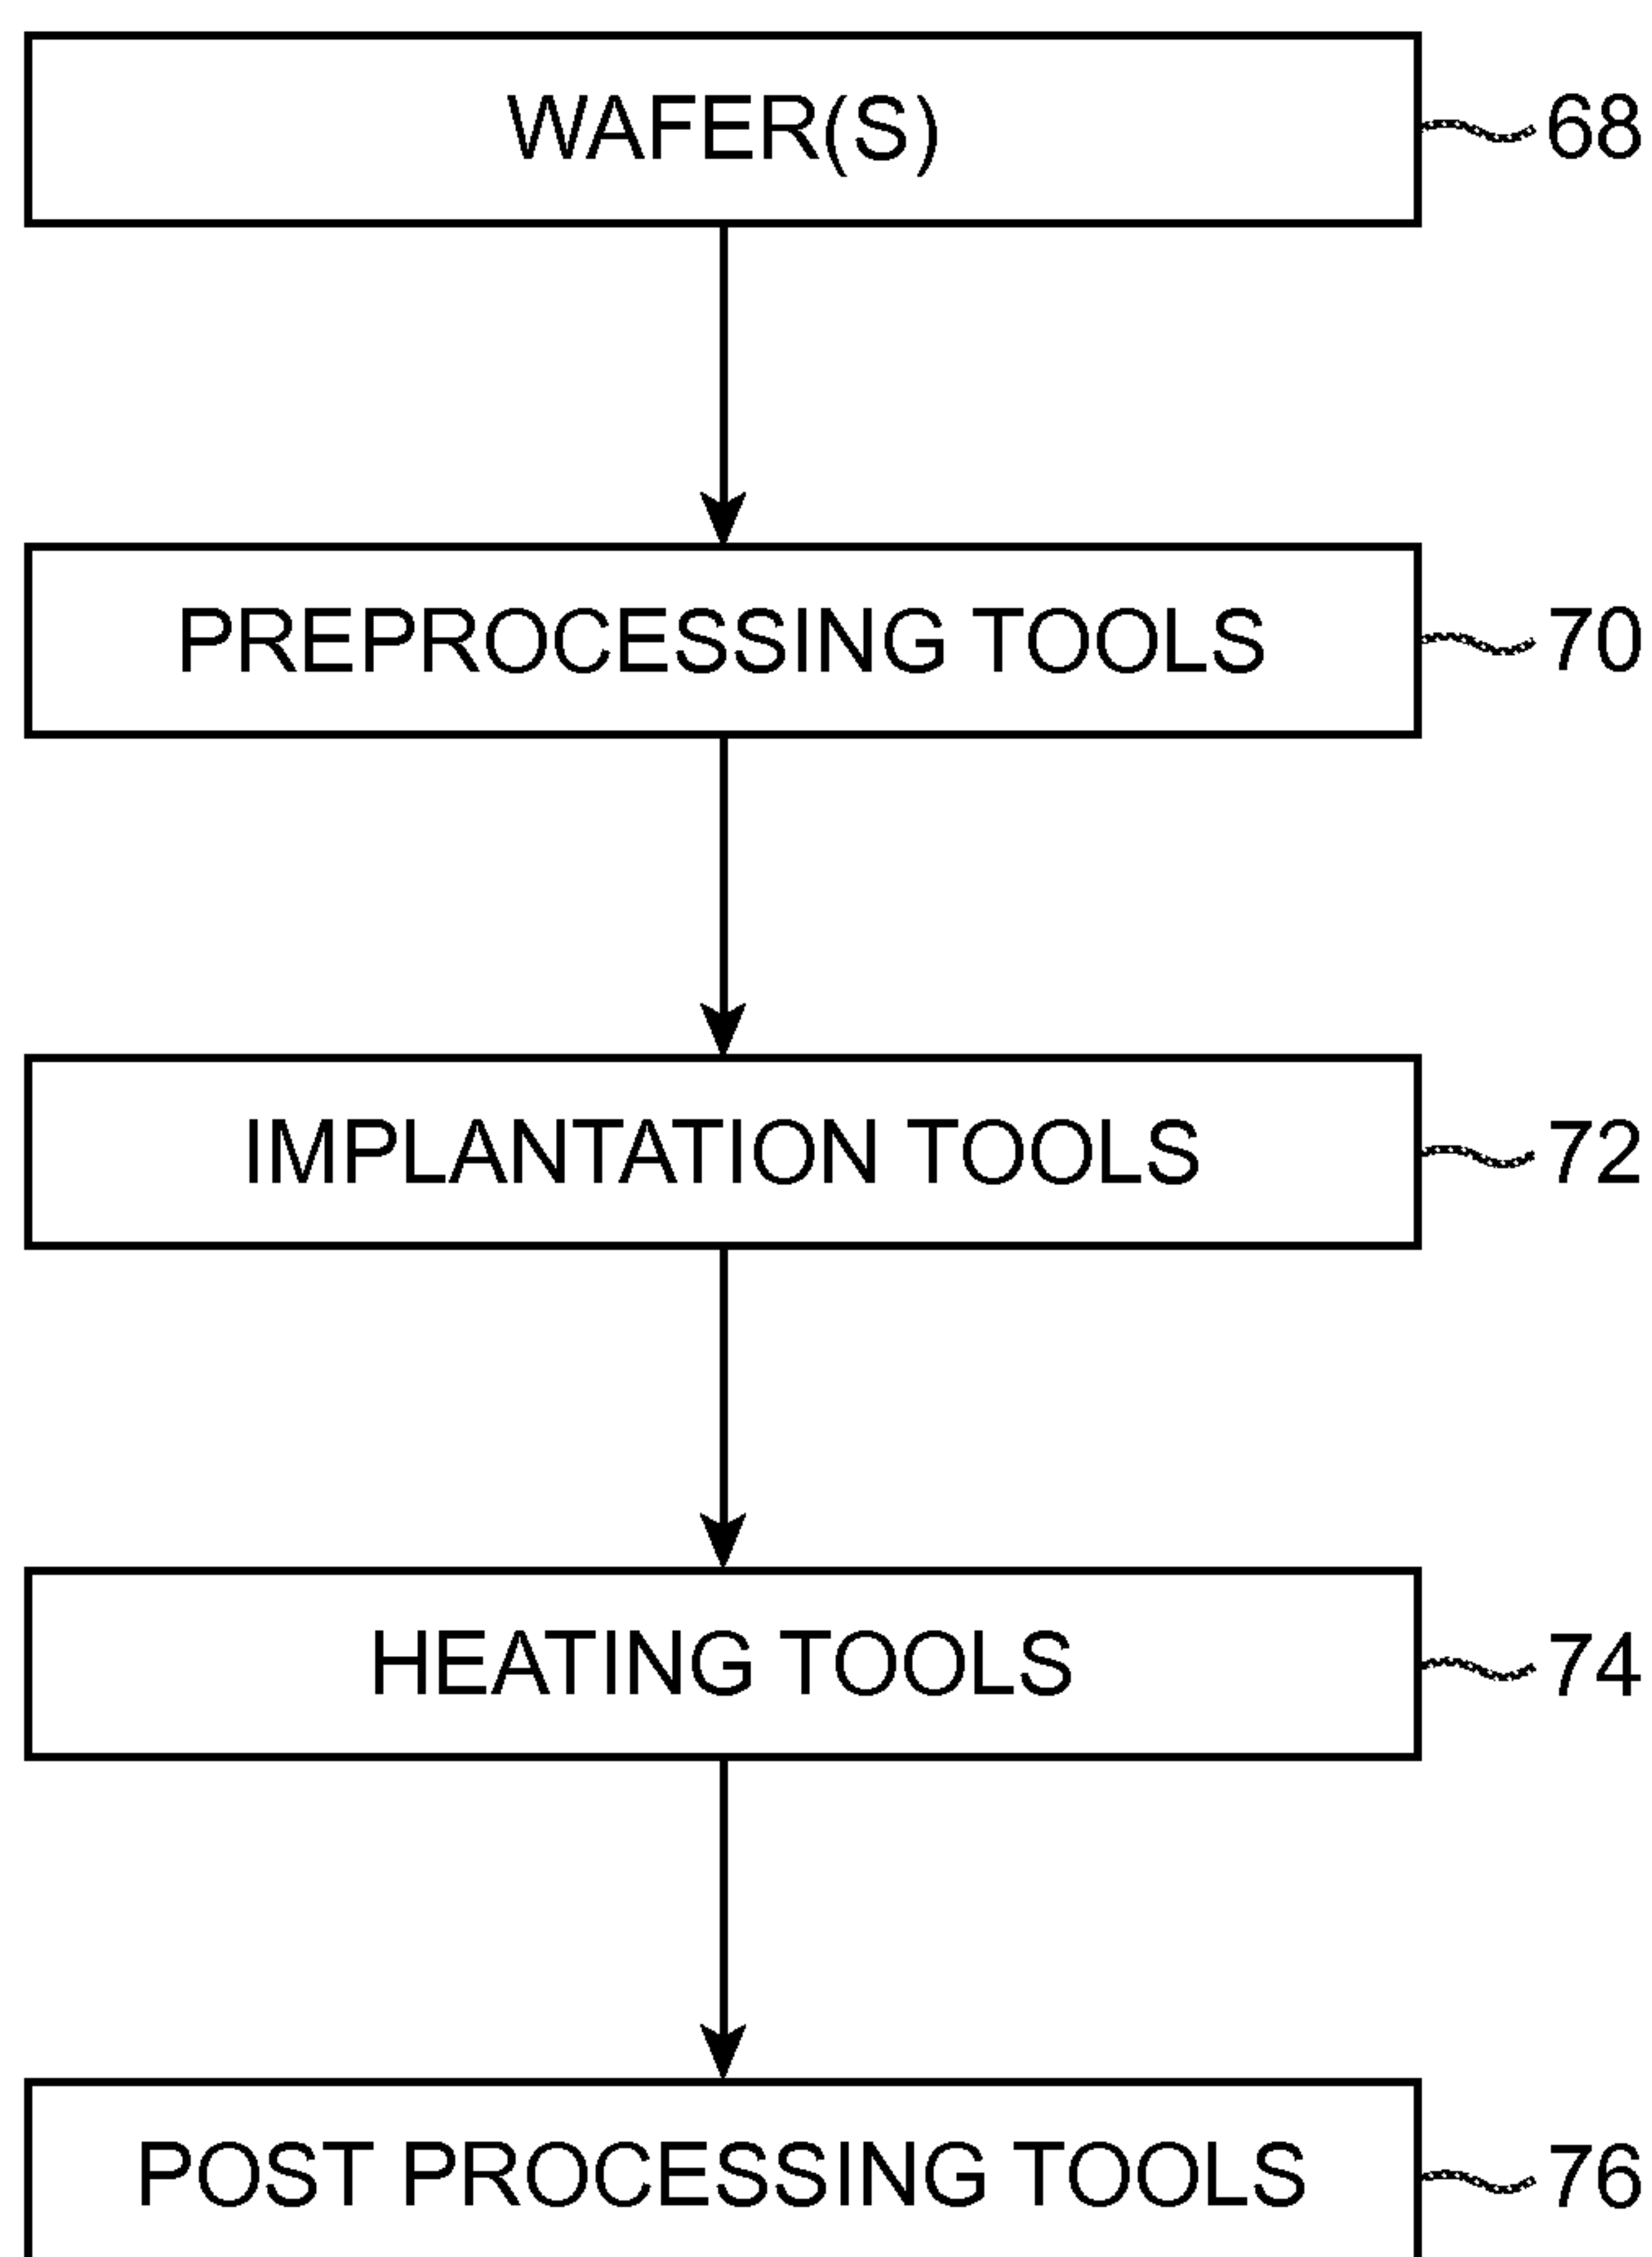 WAFER(S) 68
PREPROCESSING TOOLS 70
IMPLANTATION TOOLS 72
HEATING TOOLS 74
POST PROCESSING TOOLS 76